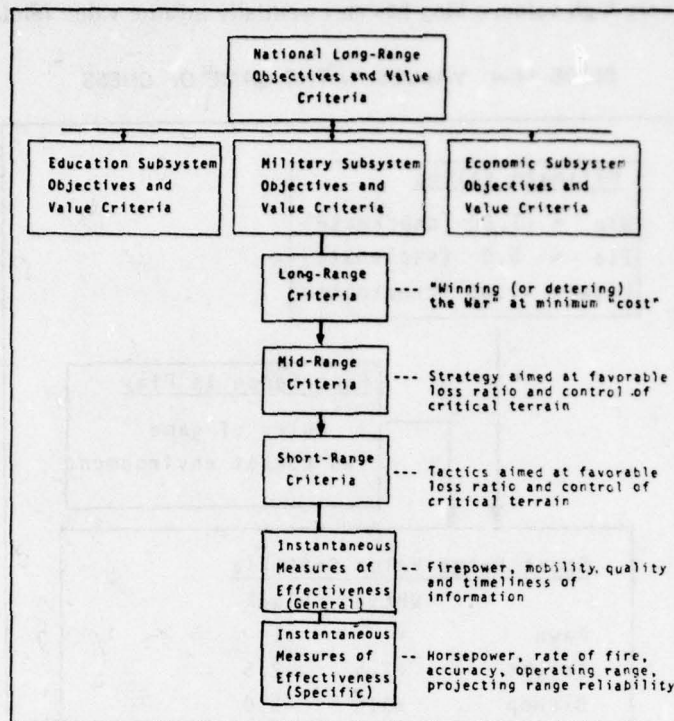 National Long-Range
Objectives and Value
Criteria
Education Subsystem
Objectives and
Value Criteria
Military Subsystem
Objectives and
Value Criteria
Economic Subsystem
Objectives and
Value Criteria
Long-Range
Criteria
--- "Winning (or detering)
the War" at minimum "cost"
Mid-Range
Criteria
--- Strategy aimed at favorable
loss ratio and control of
critical terrain
Short-Range
Criteria
--- Tactics aimed at favorable
loss ratio and control of
critical terrain
Instantaneous
Measures of
Effectiveness
(General)
-- Firepower, mobility, quality
and timeliness of
information
Instantaneous
Measures of
Effectiveness
(Specific)
-- Horsepower, rate of fire,
accuracy, operating range,
projecting range reliability